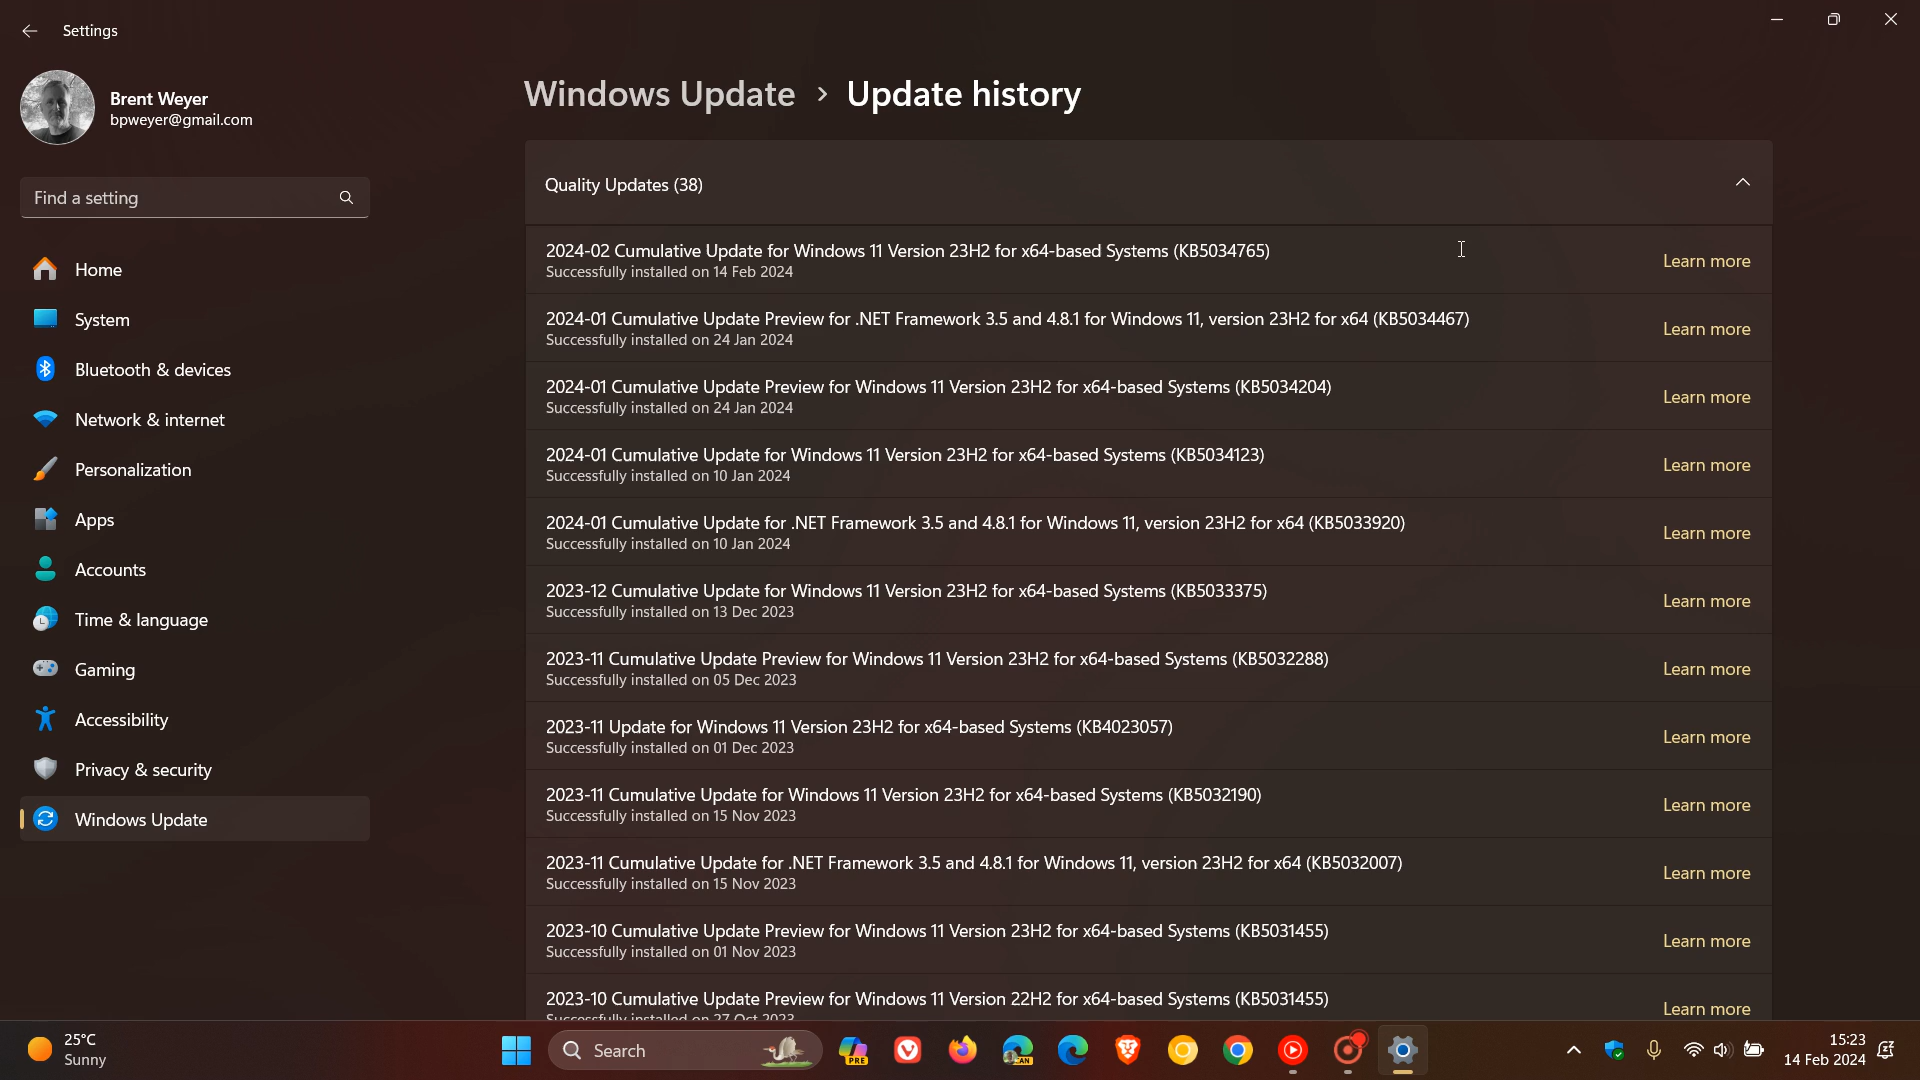 Settings
Brent Weyer
bpweyer@gmail.com
Find a setting
Home
System
Bluetooth & devices
Network & internet
Personalization
Apps
Accounts
Time & language
Gaming
Accessibility
Privacy & security
Windows Update
Windows Update > Update history
Quality Updates (38)
2024-02 Cumulative Update for Windows 11 Version 23H2 for x64-based Systems (KB5034765)
Successfully installed on 14 Feb 2024
Learn more
2024-01 Cumulative Update Preview for .NET Framework 3.5 and 4.8.1 for Windows 11, version 23H2 for x64 (KB5034467)
Successfully installed on 24 Jan 2024
Learn more
2024-01 Cumulative Update Preview for Windows 11 Version 23H2 for x64-based Systems (KB5034204)
Successfully installed on 24 Jan 2024
Learn more
2024-01 Cumulative Update for Windows 11 Version 23H2 for x64-based Systems (KB5034123)
Successfully installed on 10 Jan 2024
Learn more
2024-01 Cumulative Update for .NET Framework 3.5 and 4.8.1 for Windows 11, version 23H2 for x64 (KB5033920)
Successfully installed on 10 Jan 2024
Learn more
2023-12 Cumulative Update for Windows 11 Version 23H2 for x64-based Systems (KB5033375)
Successfully installed on 13 Dec 2023
Learn more
2023-11 Cumulative Update Preview for Windows 11 Version 23H2 for x64-based Systems (KB5032288)
Successfully installed on 05 Dec 2023
Learn more
2023-11 Update for Windows 11 Version 23H2 for x64-based Systems (KB4023057)
Successfully installed on 01 Dec 2023
Learn more
2023-11 Cumulative Update for Windows 11 Version 23H2 for x64-based Systems (KB5032190)
Successfully installed on 15 Nov 2023
Learn more
2023-11 Cumulative Update for .NET Framework 3.5 and 4.8.1 for Windows 11, version 23H2 for x64 (KB5032007)
Successfully installed on 15 Nov 2023
Learn more
2023-10 Cumulative Update Preview for Windows 11 Version 23H2 for x64-based Systems (KB5031455)
Successfully installed on 01 Nov 2023
Learn more
2023-10 Cumulative Update Preview for Windows 11 Version 22H2 for x64-based Systems (KB5031455)
Successfully installed on 27 Oct 2023
Learn more
25°C
Sunny
Search
PRE
CAN
15:23
14 Feb 2024